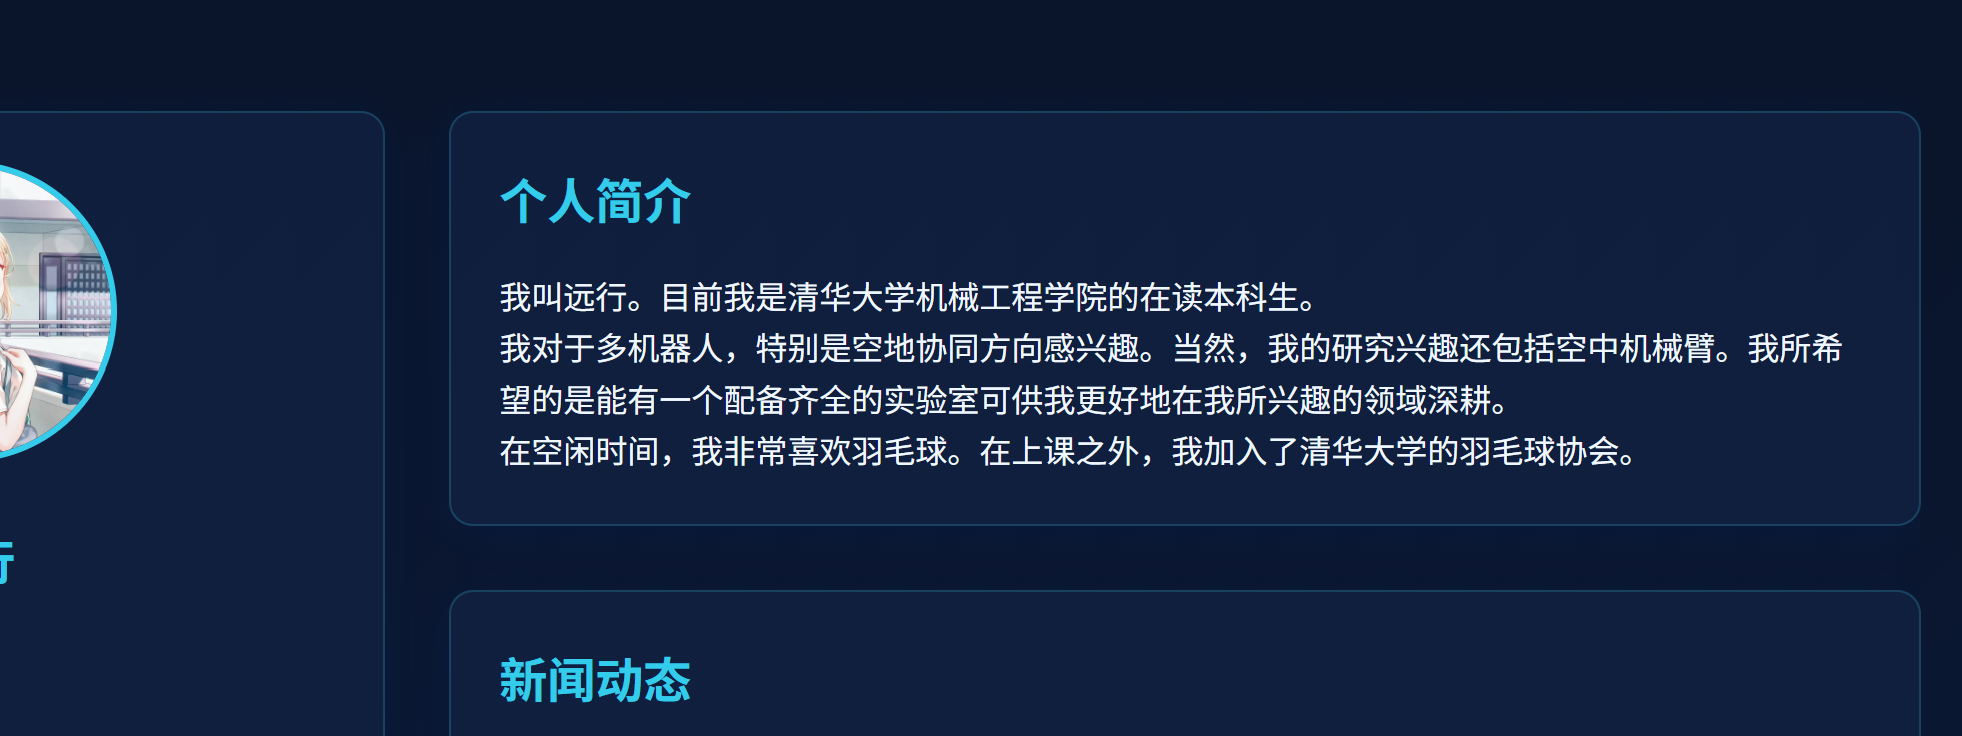 个人简介
我叫远行。目前我是清华大学机械工程学院的在读本科生。
我对于多机器人，特别是空地协同方向感兴趣。当然，我的研究兴趣还包括空中机械臂。我所希
望的是能有一个配备齐全的实验室可供我更好地在我所兴趣的领域深耕。
在空闲时间，我非常喜欢羽毛球。在上课之外，我加入了清华大学的羽毛球协会。
行
新闻动态